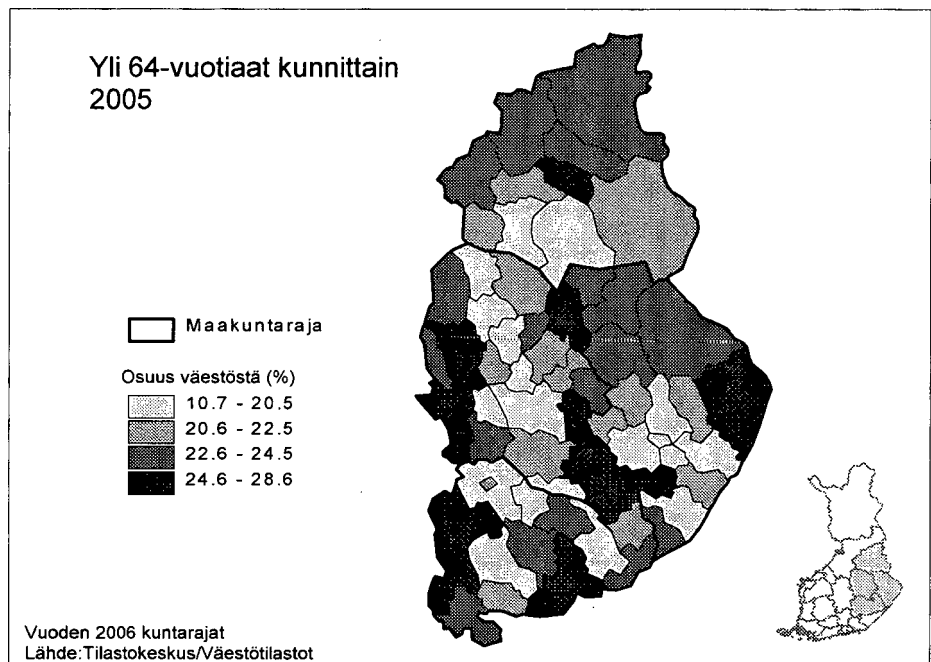 Yli 64-vuotiaat kunnittain
2005
Maakuntaraja
Osuus väestöstä (%)
10.7 - 20.5
20.6 - 22.5
22.6 - 24.5
24.6 - 28.6
Vuoden 2006 kuntarajat
Lähde:Tilastokeskus/Väestötilastot